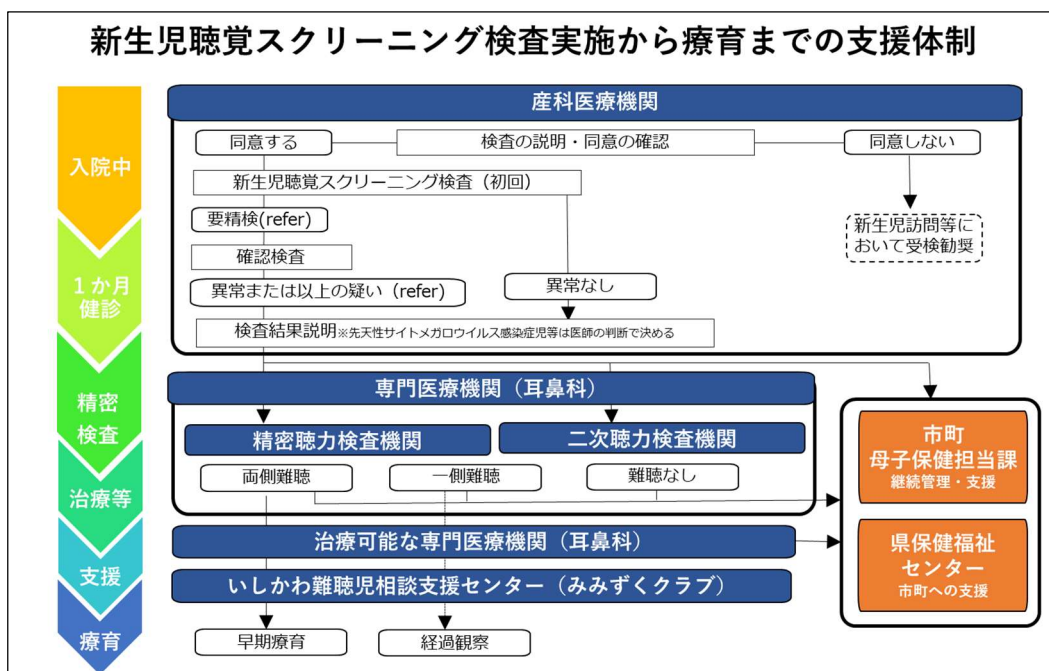 新生児聴覚スクリーニング検査実施から療育までの支援体制
入院中
１か月
健診
精密
検査
治療等
支援
療育
産科医療機関
同意する
検査の説明・同意の確認
同意しない
新生児聴覚スクリーニング検査（初回）
要精検(refer)
新生児訪問等に
おいて受検勧奨
確認検査
異常または以上の疑い（refer）
異常なし
検査結果説明※先天性サイトメガロウイルス感染症児等は医師の判断で決める
専門医療機関（耳鼻科）
精密聴力検査機関
二次聴力検査機関
両側難聴
一側難聴
難聴なし
市町
母子保健担当課
継続管理・支援
治療可能な専門医療機関（耳鼻科）
県保健福祉
センター
市町への支援
いしかわ難聴児相談支援センター（みみずくクラブ）
早期療育
経過観察